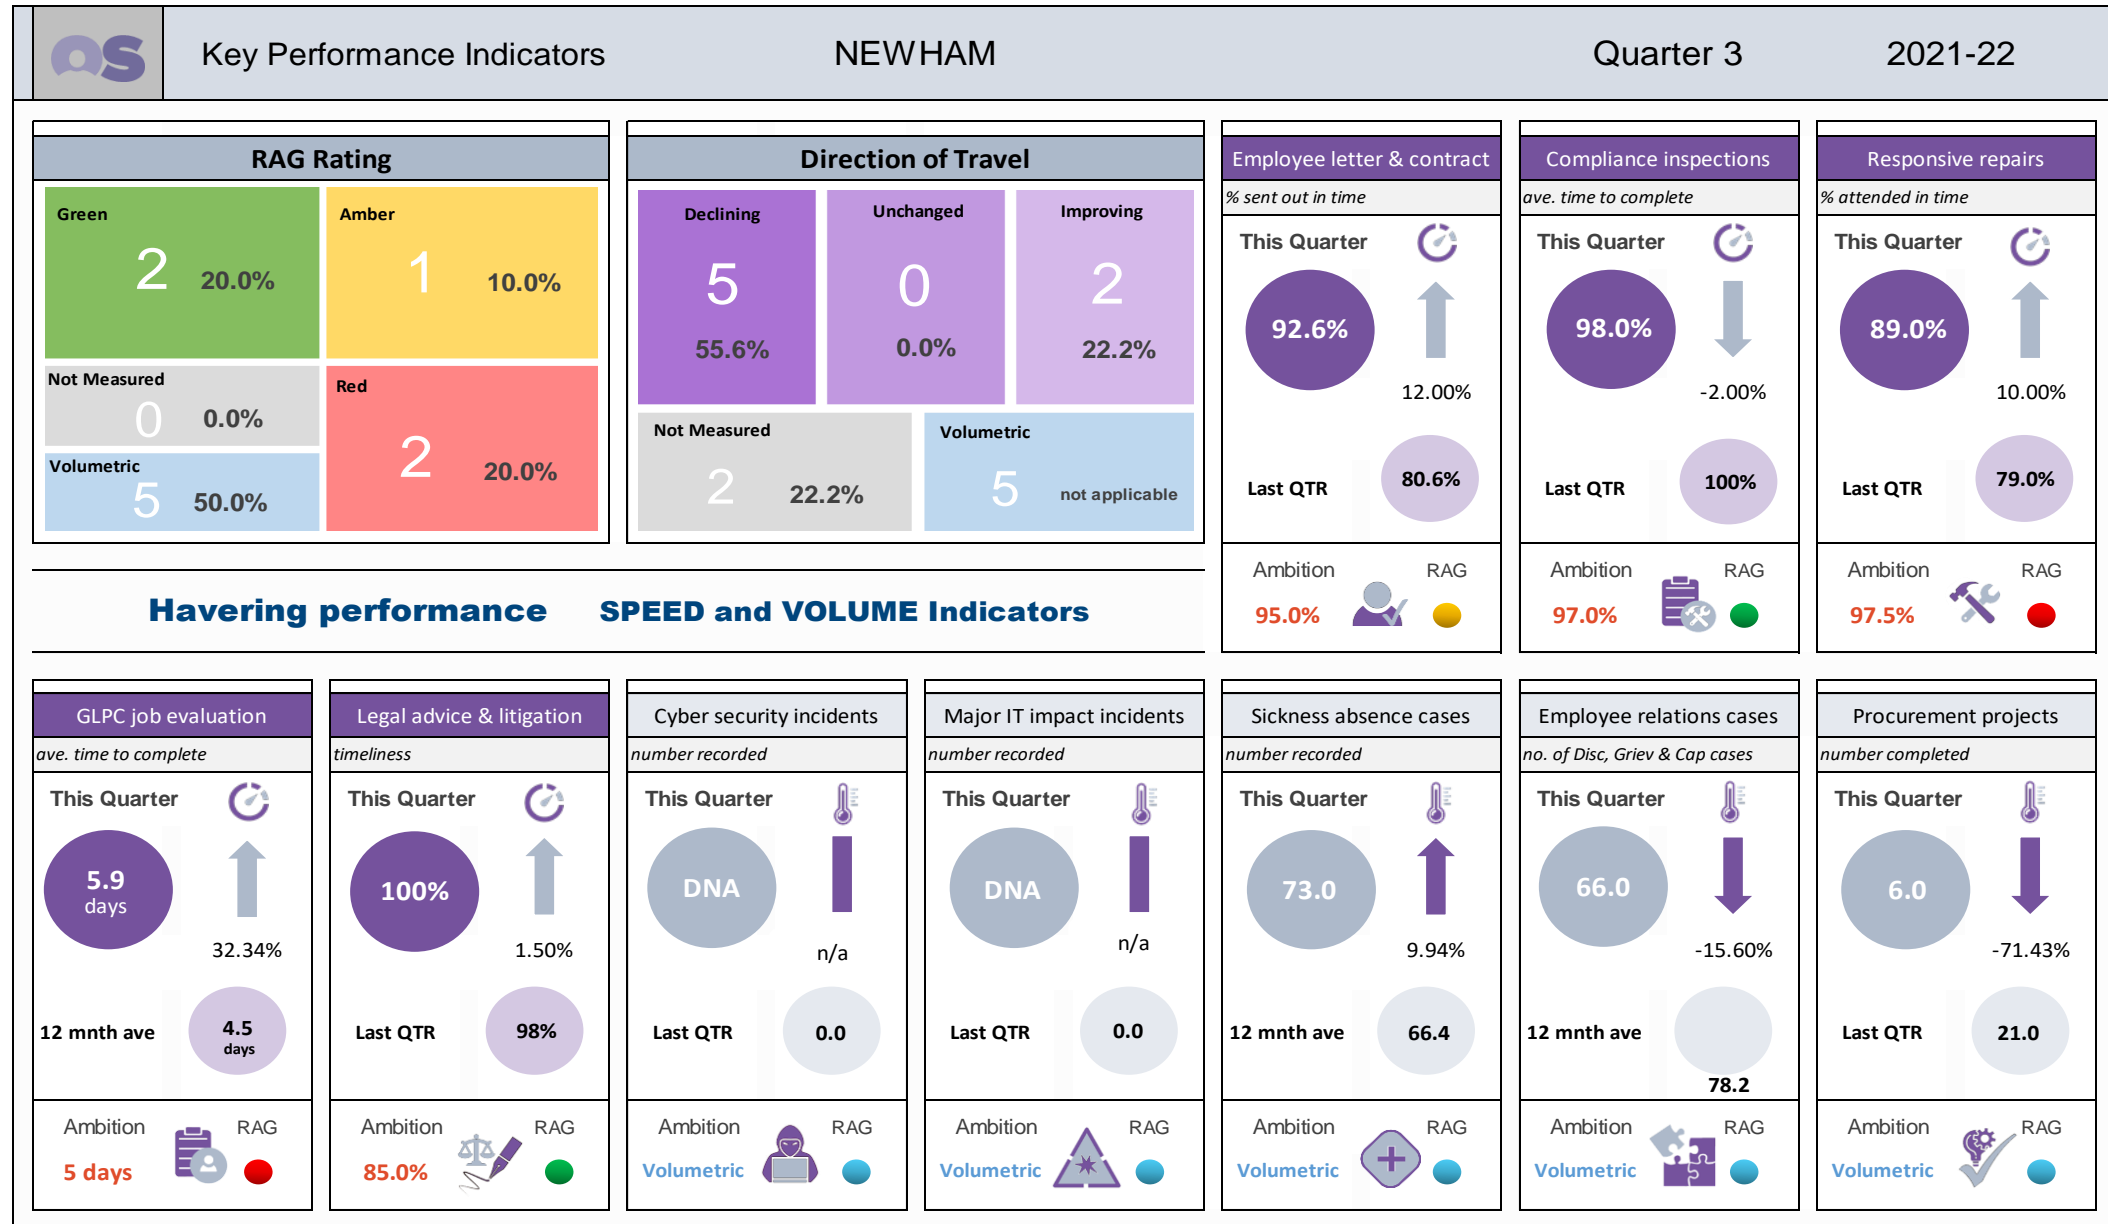 OS Key Performance Indicators NEWHAM Quarter 3 2021-22
RAG Rating
Green
2 20.0%
Amber
1 10.0%
Not Measured
0 0.0%
Red
2 20.0%
Volumetric
5 50.0%
Direction of Travel
Declining
5
55.6%
Unchanged
0
0.0%
Improving
2
22.2%
Not Measured
2 22.2%
Volumetric
5 not applicable
Employee letter & contract
% sent out in time
This Quarter
92.6%
12.00%
Last QTR 80.6%
Ambition RAG
95.0%
Compliance inspections
ave. time to complete
This Quarter
98.0%
-2.00%
Last QTR 100%
Ambition RAG
97.0%
Responsive repairs
% attended in time
This Quarter
89.0%
10.00%
Last QTR 79.0%
Ambition RAG
97.5%
Havering performance SPEED and VOLUME Indicators
GLPC job evaluation
ave. time to complete
This Quarter
5.9
days
32.34%
12 mnth ave 4.5
days
Ambition RAG
5 days
Legal advice & litigation
timeliness
This Quarter
100%
1.50%
Last QTR 98%
Ambition RAG
85.0%
Cyber security incidents
number recorded
This Quarter
DNA
n/a
Last QTR 0.0
Ambition RAG
Volumetric
Major IT impact incidents
number recorded
This Quarter
DNA
n/a
Last QTR 0.0
Ambition RAG
Volumetric
Sickness absence cases
number recorded
This Quarter
73.0
9.94%
12 mnth ave 66.4
Ambition RAG
Volumetric
Employee relations cases
no. of Disc, Griev & Cap cases
This Quarter
66.0
-15.60%
12 mnth ave
78.2
Ambition RAG
Volumetric
Procurement projects
number completed
This Quarter
6.0
-71.43%
Last QTR 21.0
Ambition RAG
Volumetric